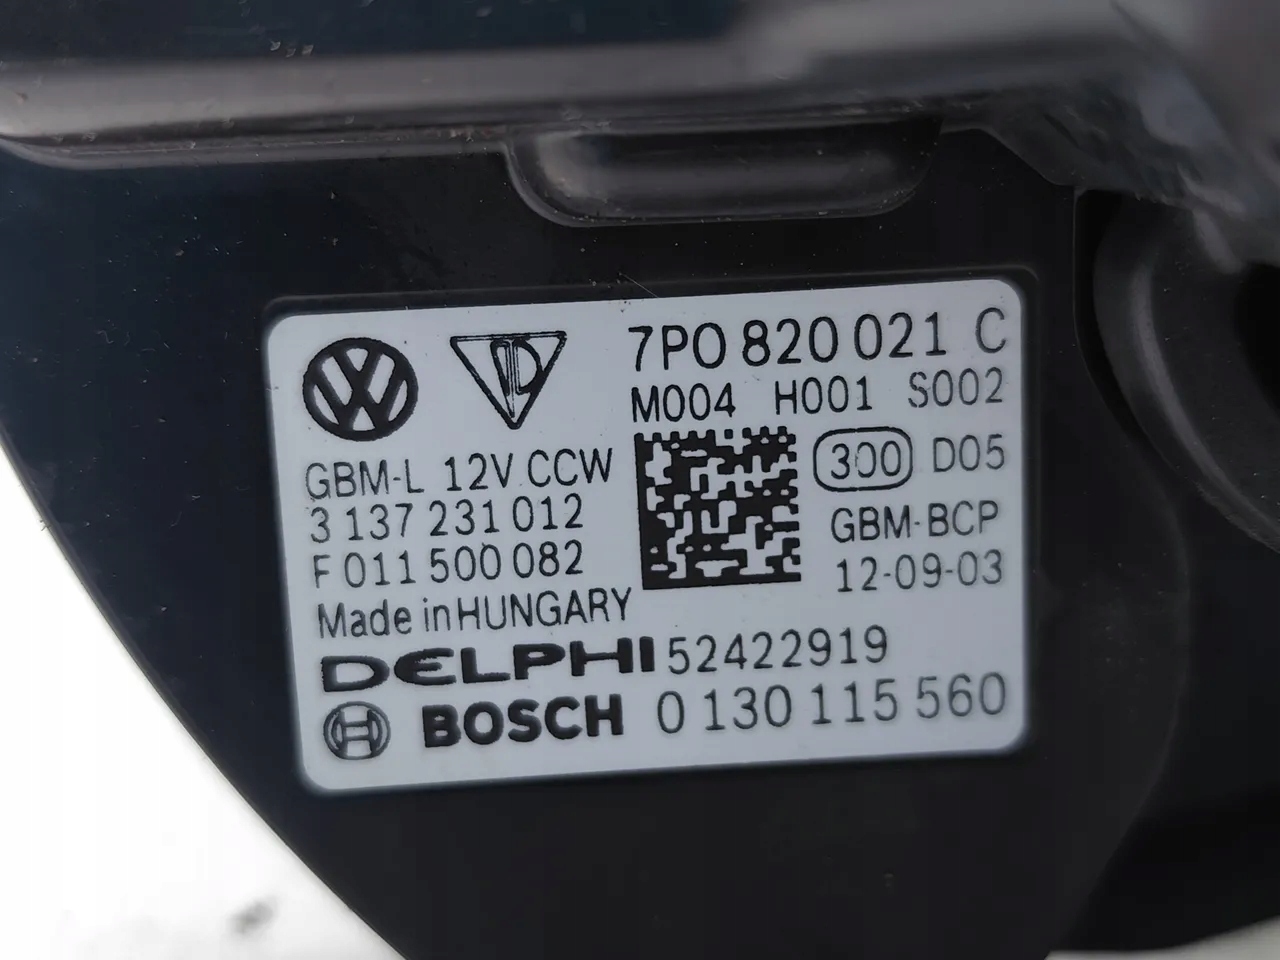 7P0 820 021 C
M004 H001 S002
GBM-L 12V CCW
300 D05
3 137 231 012
GBM-BCP
F 011 500 082
12-09-03
Made in HUNGARY
DELPHI 52422919
BOSCH 0 130 115 560